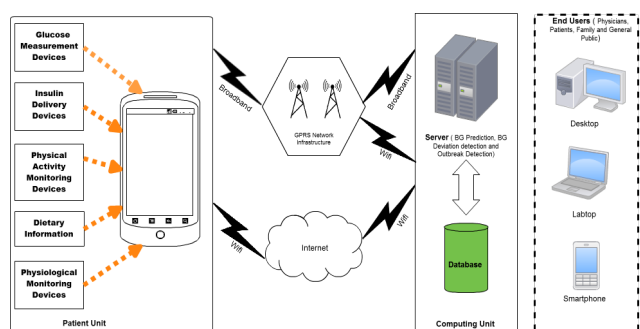 Glucose
Measurement
Devices
Insulin
Delivery
Devices
Physical
Activity
Monitoring
Devices
Dietary
Information
Physiological
Monitoring
Devices
Patient Unit
Broadband
Wifi
GPRS Network
Infrastructure
Internet
Broadband
Wifi
Wifi
Server ( BG Prediction, BG
Deviation detection and
Outbreak Detection)
Database
Computing Unit
End Users ( Physicians,
Patients, Family and General
Public)
Desktop
Labtop
Smartphone